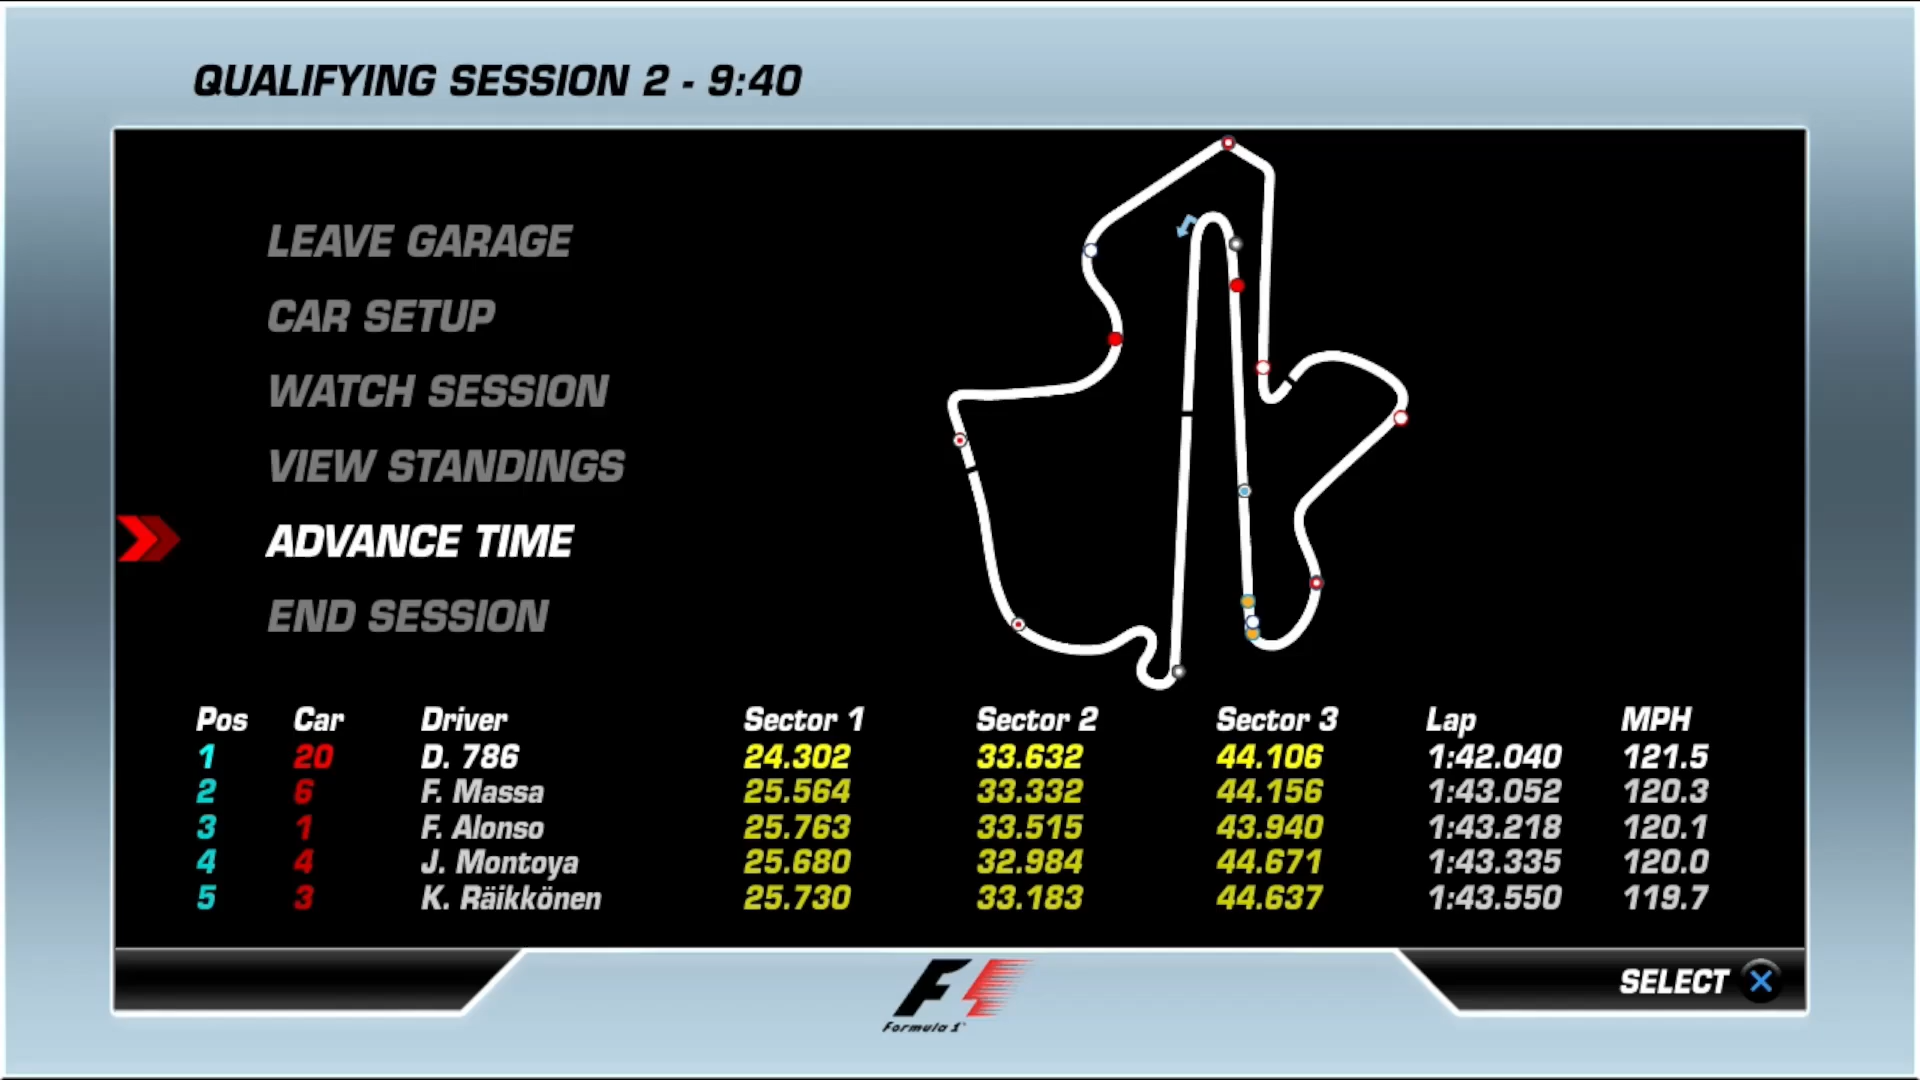 QUALIFYING SESSION 2 - 9:40
LEAVE GARAGE
CAR SETUP
WATCH SESSION
VIEW STANDINGS
ADVANCE TIME
END SESSION
Pos Car Driver Sector 1 Sector 2 Sector 3 Lap MPH
1 20 D. 786 24.302 33.632 44.106 1:42.040 121.5
2 6 F. Massa 25.564 33.332 44.156 1:43.052 120.3
3 1 F. Alonso 25.763 33.515 43.940 1:43.218 120.1
4 4 J. Montoya 25.680 32.984 44.671 1:43.335 120.0
5 3 K. Räikkönen 25.730 33.183 44.637 1:43.550 119.7
SELECT
F1
Formula 1